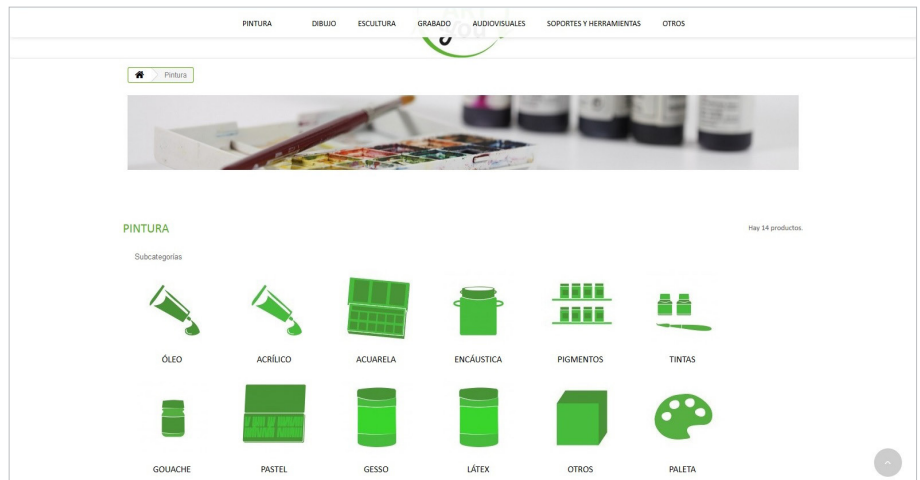 PINTURA DIBUJO ESCULTURA GRABADO AUDIOVISUALES SOPORTES Y HERRAMIENTAS OTROS
Pintura
PINTURA
Hay 14 productos.
Subcategorías
ÓLEO ACRÍLICO ACUARELA ENCÁUSTICA PIGMENTOS TINTAS
GOUACHE PASTEL GESSO LÁTEX OTROS PALETA